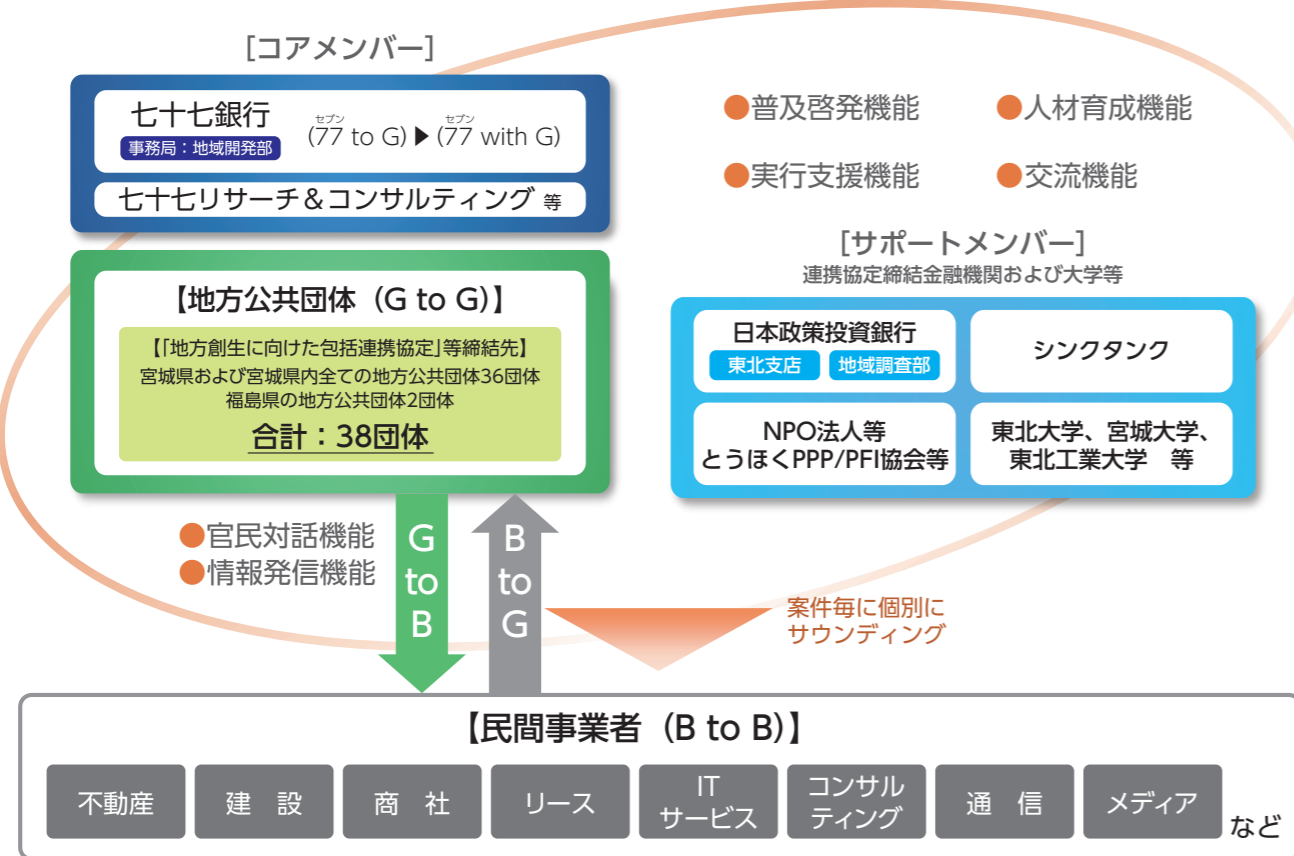 [コアメンバー]
七十七銀行
事務局：地域開発部
セブン セブン
(77 to G) ▶ (77 with G)
七十七リサーチ＆コンサルティング 等
●普及啓発機能 ●人材育成機能
●実行支援機能 ●交流機能
【地方公共団体（G to G）】
【｢地方創生に向けた包括連携協定｣等締結先】
宮城県および宮城県内全ての地方公共団体36団体
福島県の地方公共団体2団体
合計：38団体
[サポートメンバー]
連携協定締結金融機関および大学等
日本政策投資銀行
東北支店 地域調査部
シンクタンク
NPO法人等
とうほくPPP/PFI協会等
東北大学、宮城大学、
東北工業大学　等
●官民対話機能
●情報発信機能
G
to
B
B
to
G
案件毎に個別に
サウンディング
【民間事業者（B to B）】
不動産
建　設
商　社
リース
IT
サービス
コンサル
ティング
通　信
メディア
など